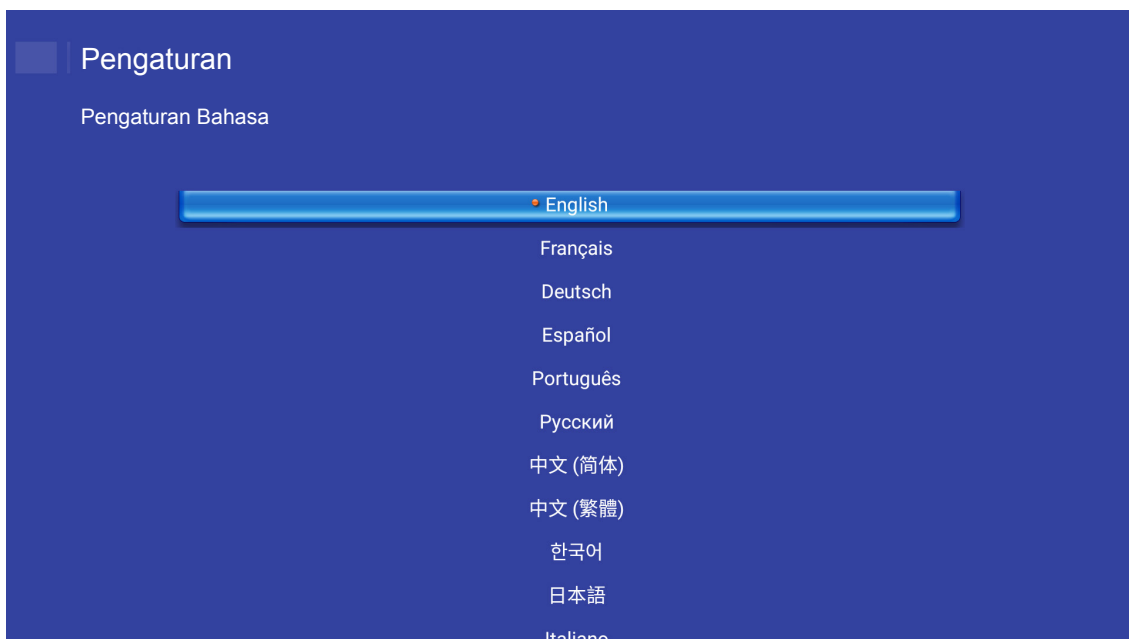 Pengaturan
Pengaturan Bahasa
English
Français
Deutsch
Español
Português
Русский
中文 (简体)
中文 (繁體)
한국어
日本語
Italiano